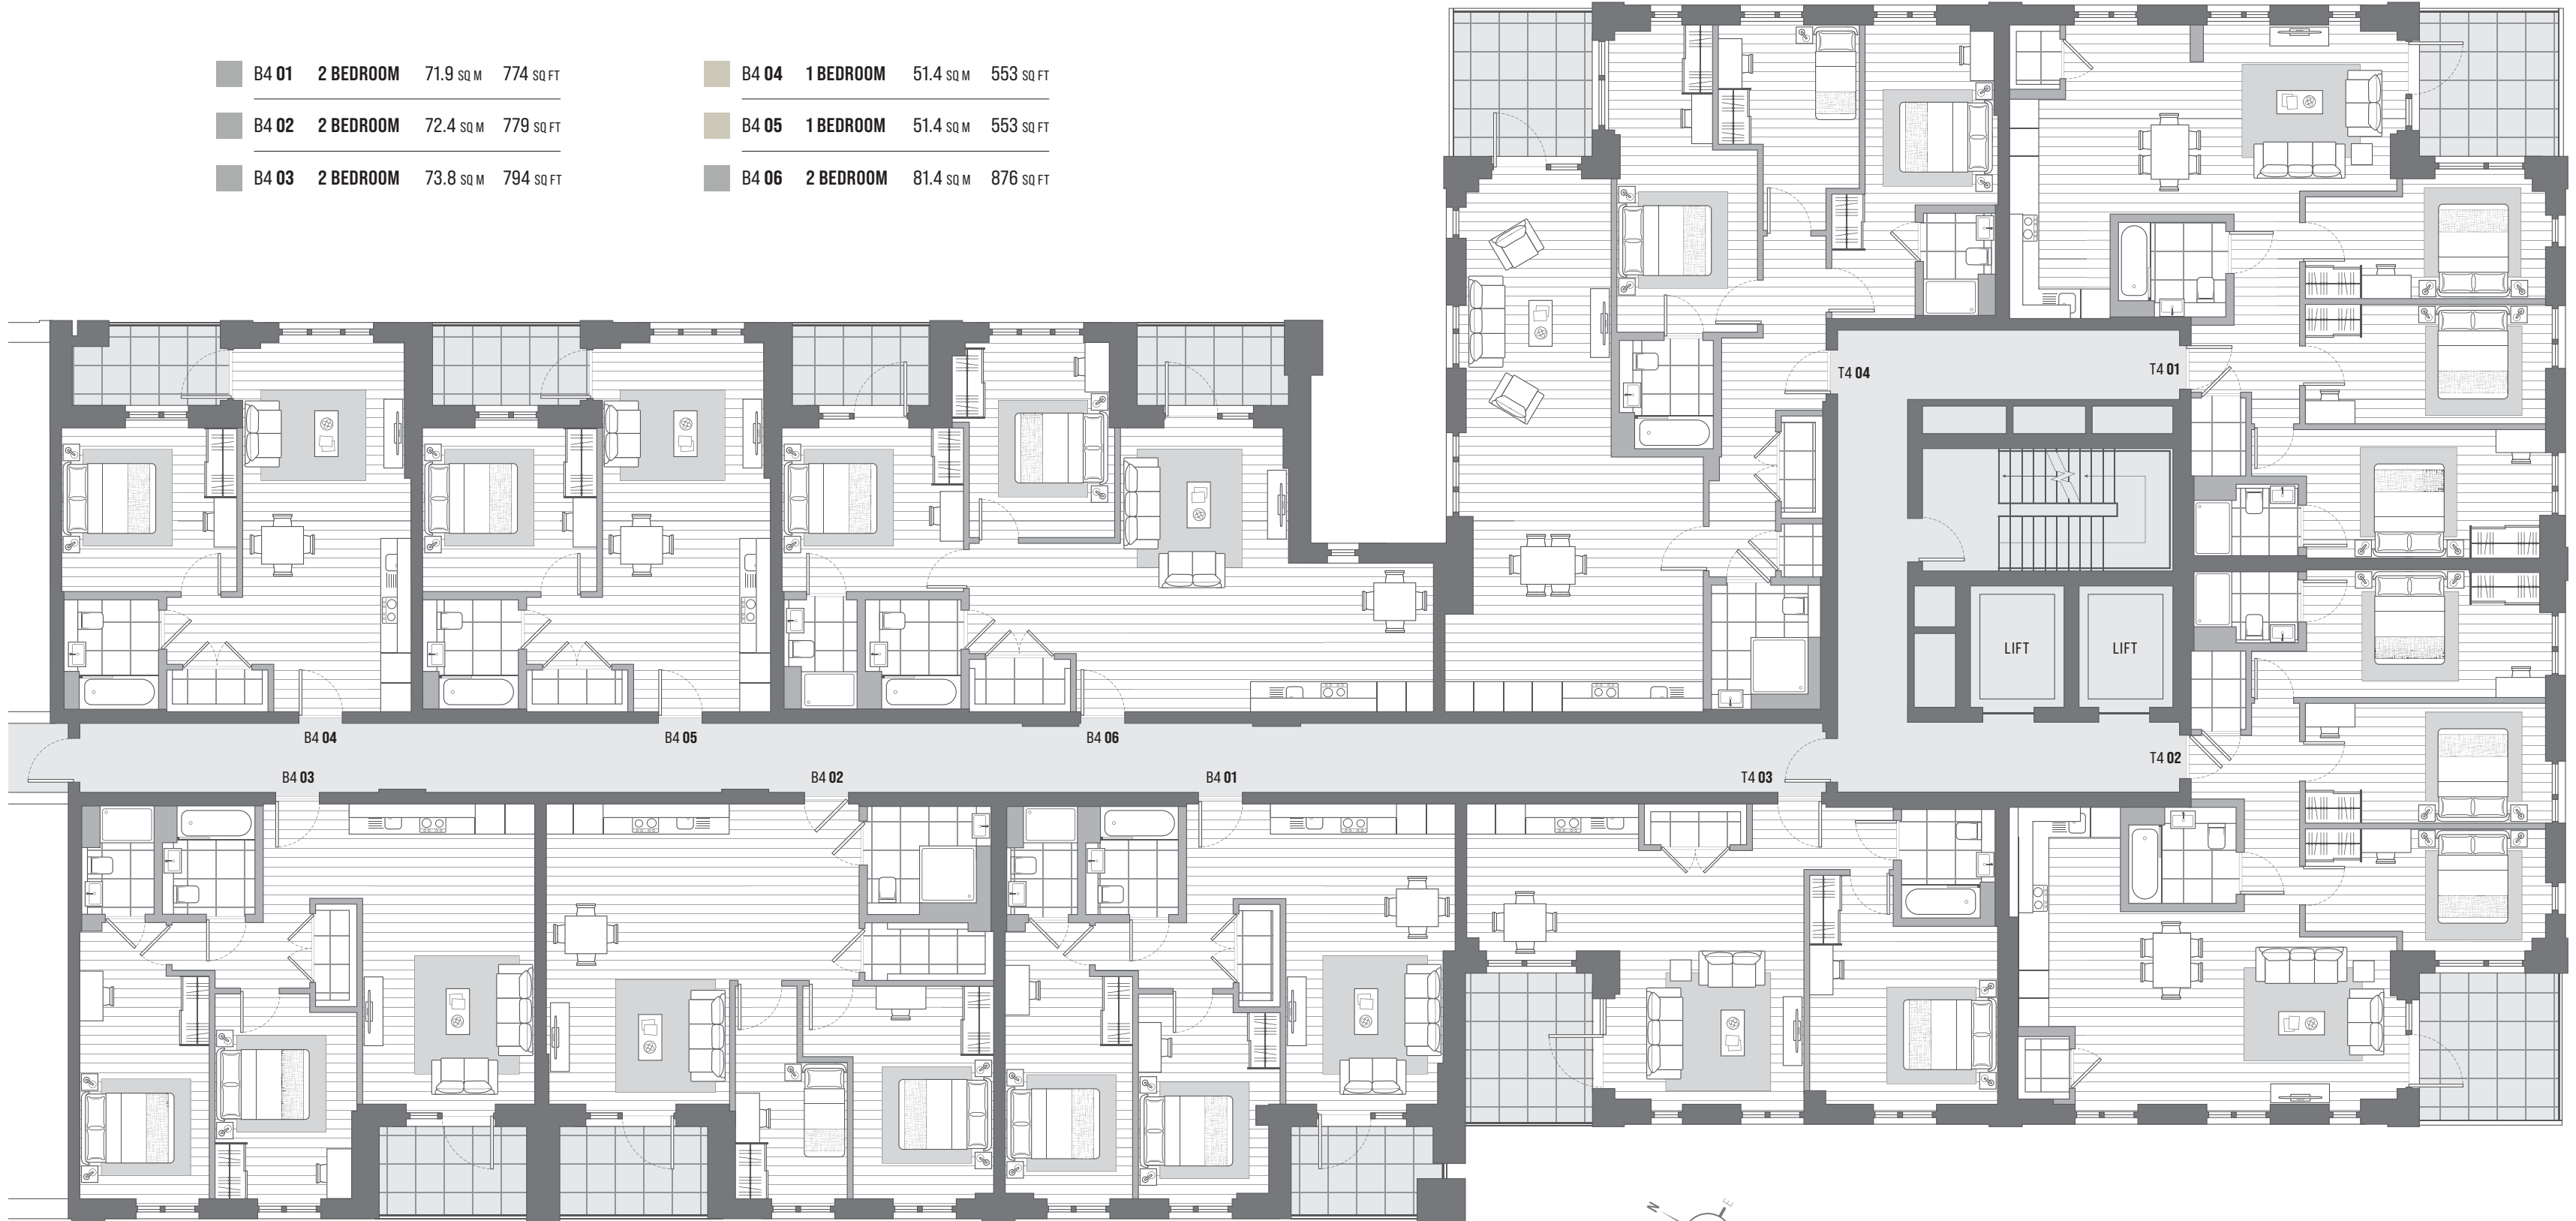 B4 01 2 BEDROOM 71.9 SQ M 774 SQ FT
B4 02 2 BEDROOM 72.4 SQ M 779 SQ FT
B4 03 2 BEDROOM 73.8 SQ M 794 SQ FT
B4 04 1 BEDROOM 51.4 SQ M 553 SQ FT
B4 05 1 BEDROOM 51.4 SQ M 553 SQ FT
B4 06 2 BEDROOM 81.4 SQ M 876 SQ FT
T4 04
T4 01
LIFT
LIFT
B4 04
B4 05
B4 06
T4 02
B4 03
B4 02
B4 01
T4 03
N
E